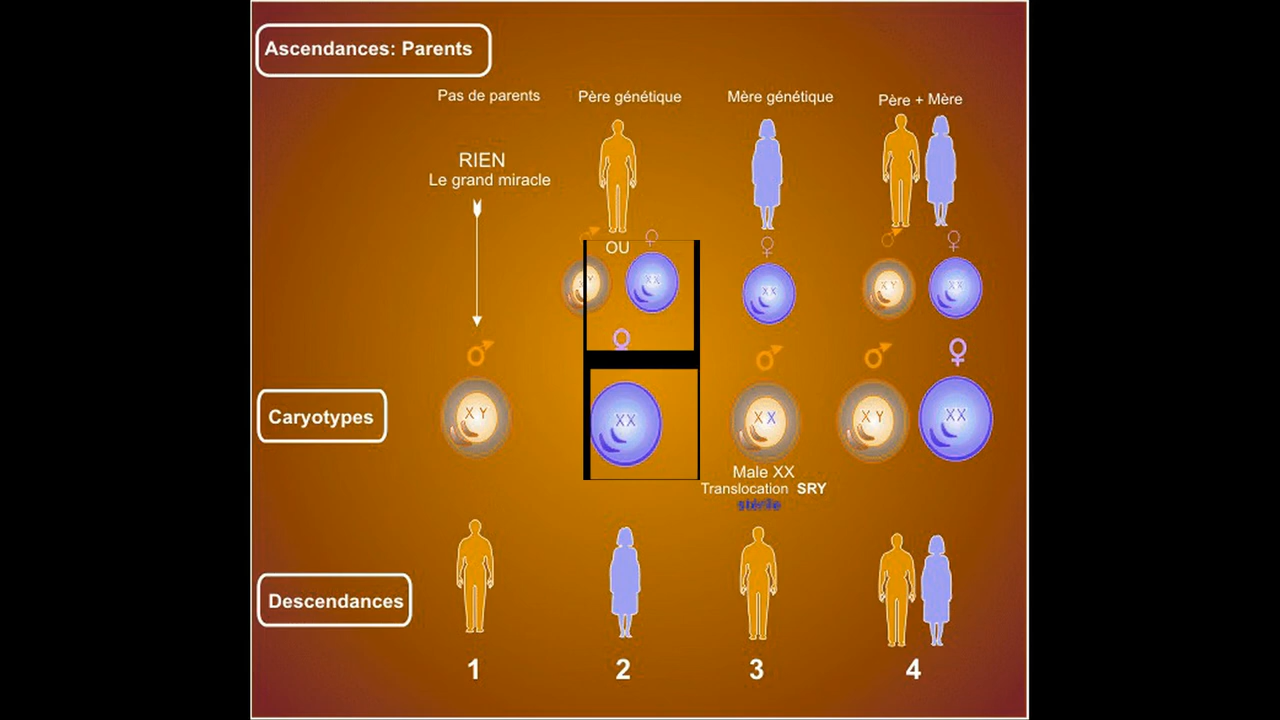 Ascendances: Parents
Pas de parents
Père génétique
Mère génétique
Père + Mère
RIEN
Le grand miracle
OU
X Y
XX
XX
X Y
XX
Caryotypes
X Y
XX
X X
X Y
XX
Male XX
Translocation SRY
stérile
Descendances
1
2
3
4